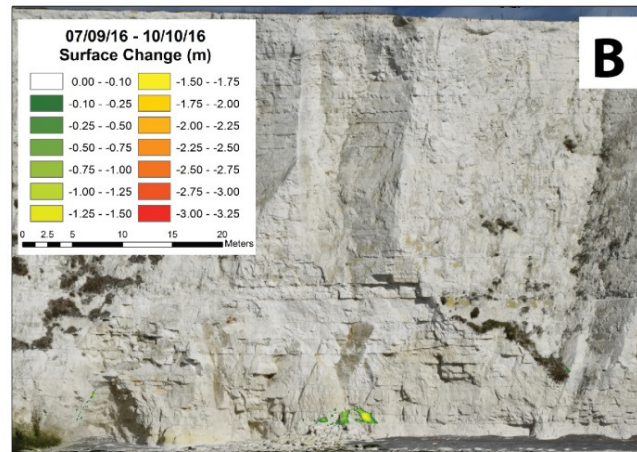 07/09/16 - 10/10/16
Surface Change (m)
0.00 - -0.10
-0.10 - -0.25
-0.25 - -0.50
-0.50 - -0.75
-0.75 - -1.00
-1.00 - -1.25
-1.25 - -1.50
-1.50 - -1.75
-1.75 - -2.00
-2.00 - -2.25
-2.25 - -2.50
-2.50 - -2.75
-2.75 - -3.00
-3.00 - -3.25
0 2.5 5 10 15 20
Meters
B